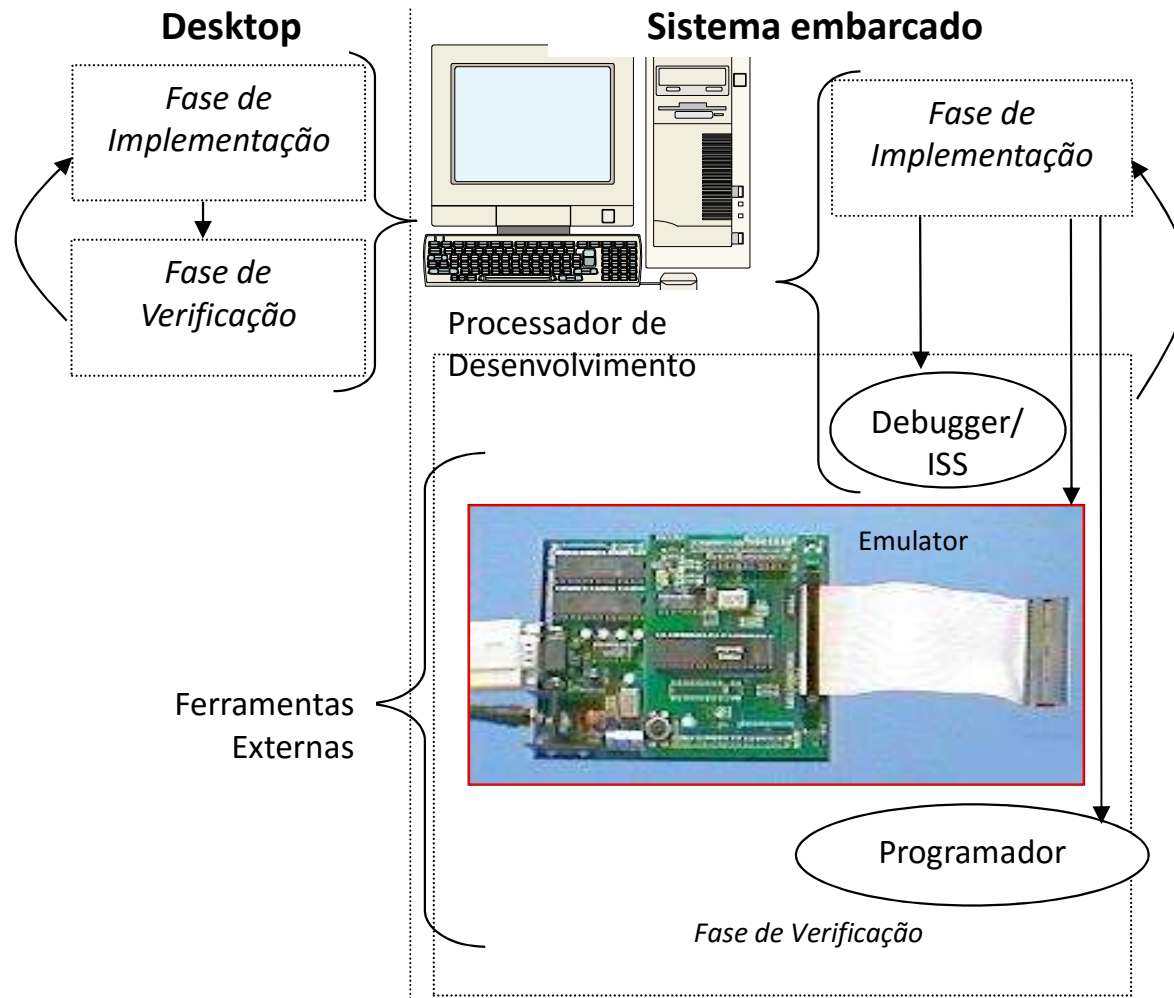 Desktop
Sistema embarcado
Fase de
Implementação
Fase de
Verificação
Fase de
Implementação
Processador de
Desenvolvimento
Debugger/
ISS
Emulator
Ferramentas
Externas
Programador
Fase de Verificação